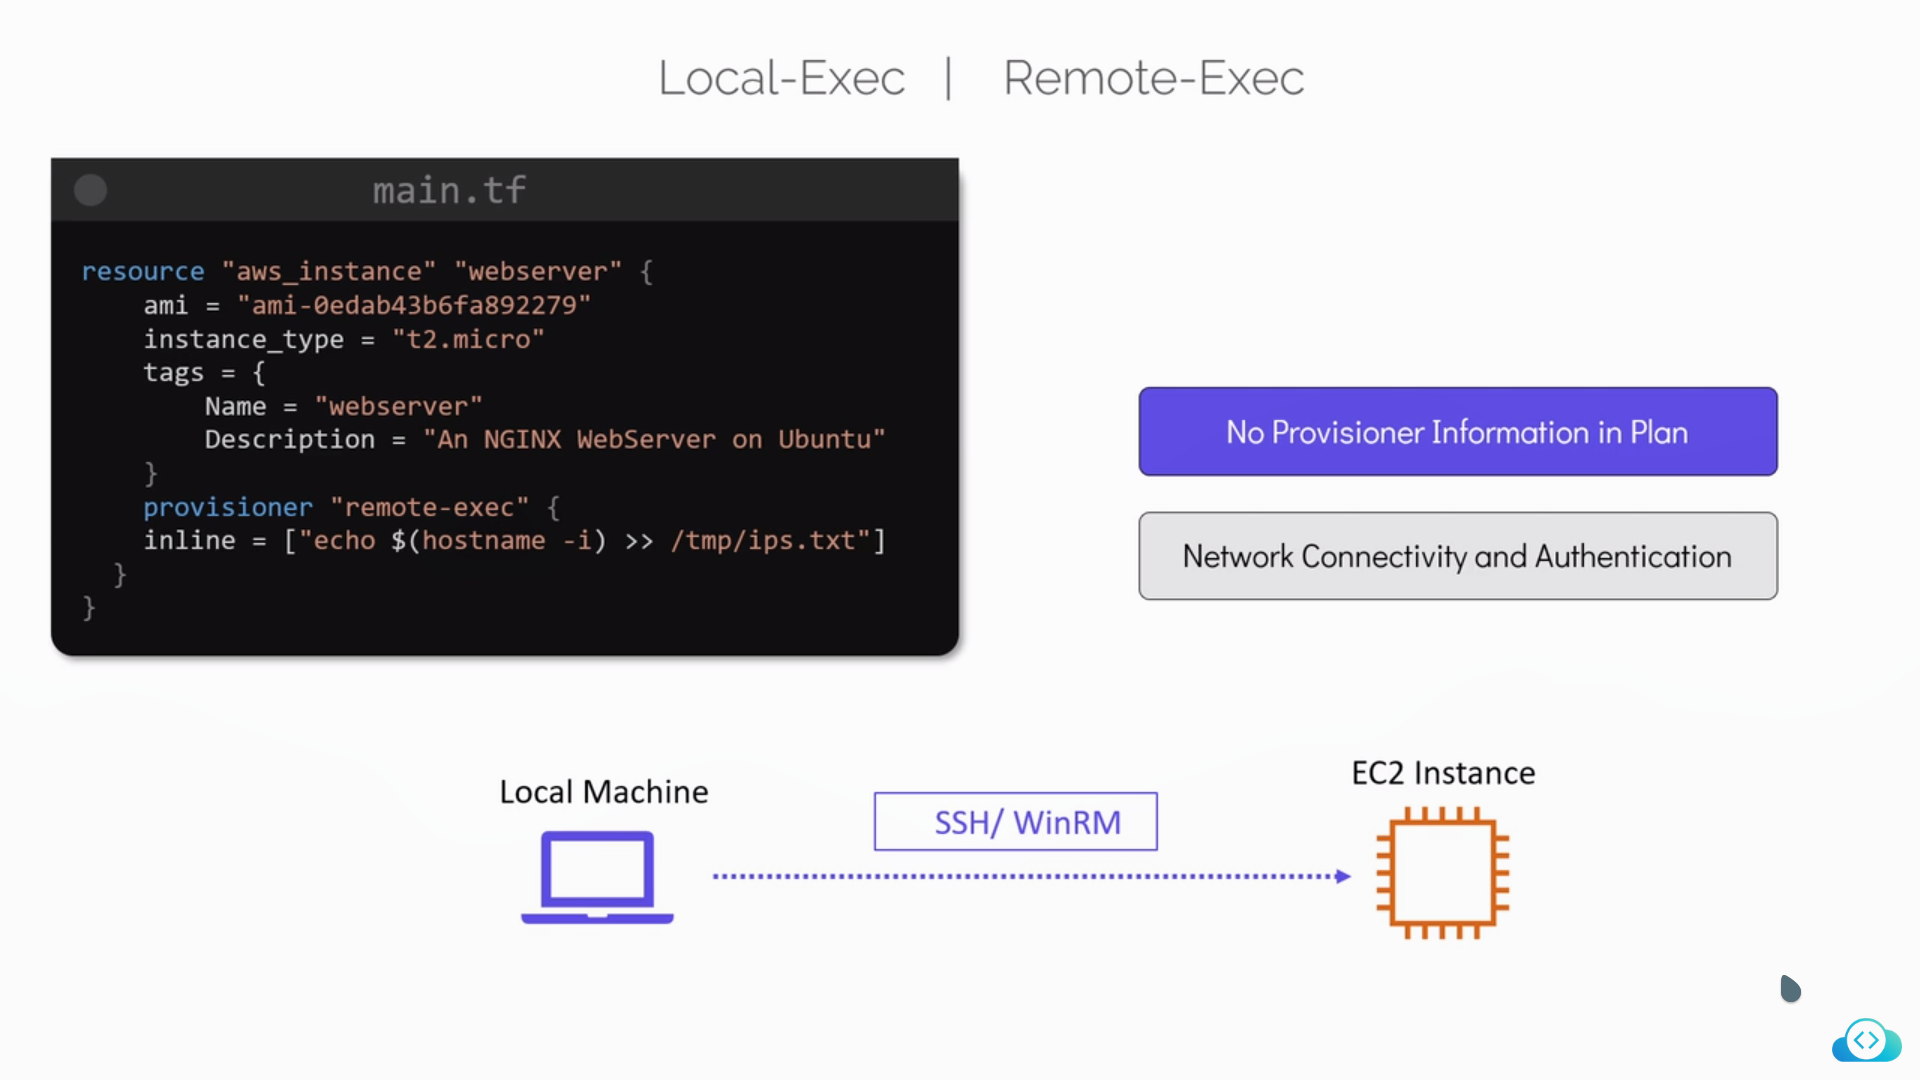 Local-Exec | Remote-Exec
main.tf
resource "aws_instance" "webserver" {
    ami = "ami-0edab43b6fa892279"
    instance_type = "t2.micro"
    tags = {
        Name = "webserver"
        Description = "An NGINX WebServer on Ubuntu"
    }
    provisioner "remote-exec" {
    inline = ["echo $(hostname -i) >> /tmp/ips.txt"]
  }
}
No Provisioner Information in Plan
Network Connectivity and Authentication
Local Machine
SSH/ WinRM
EC2 Instance